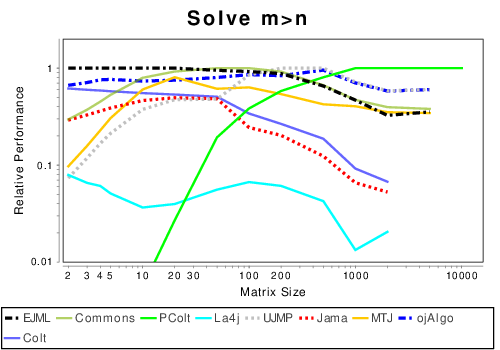 Solve m>n
Relative Performance
1
0.1
0.01
2 3 4 5 10 20 30 100 200 1000 10000
Matrix Size
EJML Commons PColt La4j UJMP Jama MTJ ojAlgo
Colt